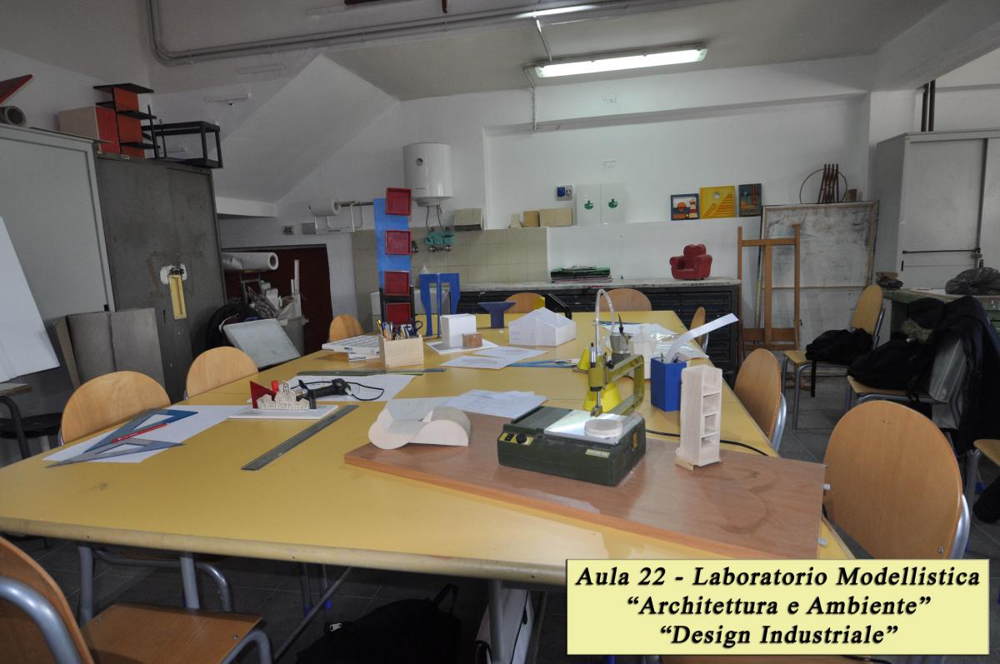 Aula 22 - Laboratorio Modellistica
“Architettura e Ambiente”
“Design Industriale”